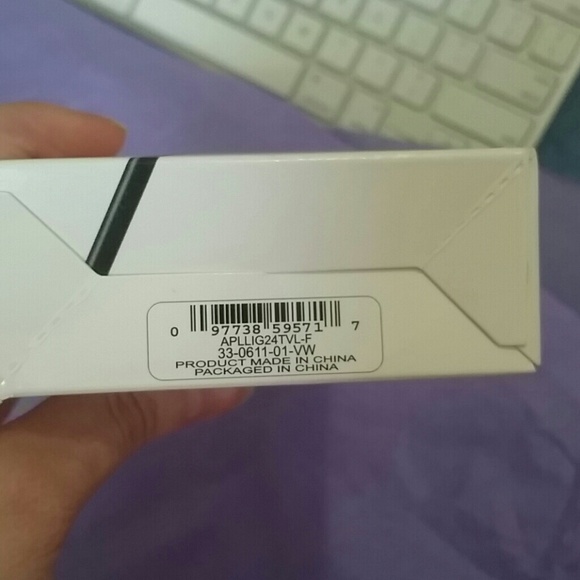 0 97738 59571 7
APLLIG24TVL-F
33-0611-01-VW
PRODUCT MADE IN CHINA
PACKAGED IN CHINA